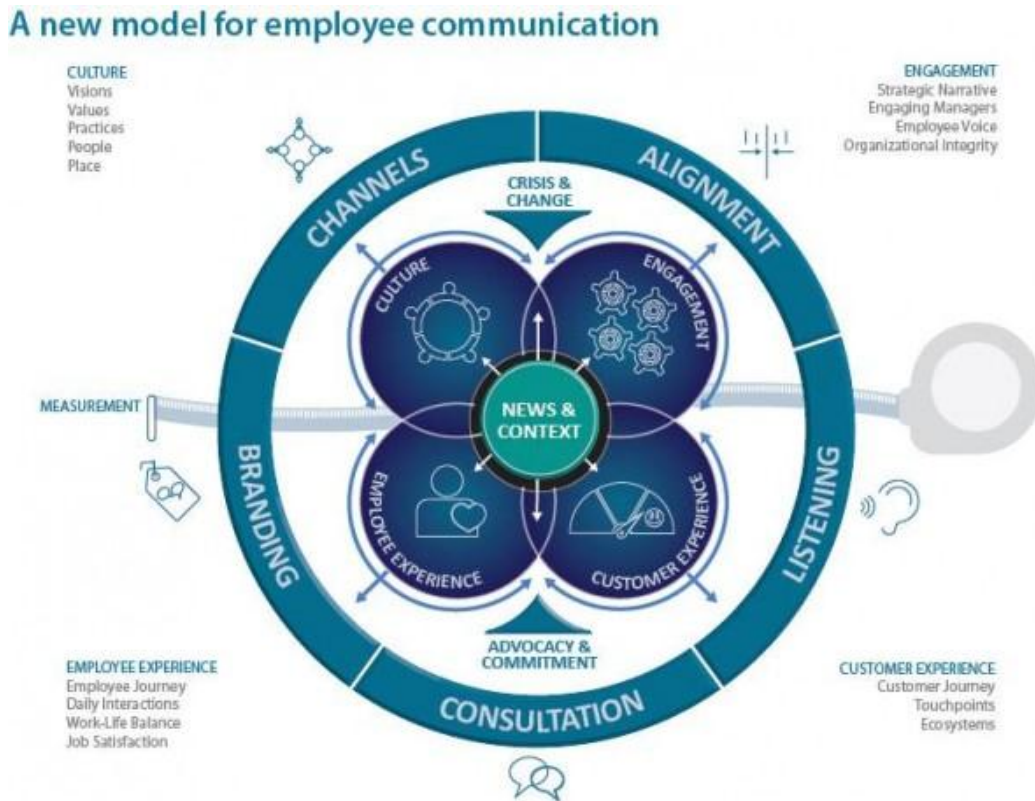 A new model for employee communication
CULTURE
Visions
Values
Practices
People
Place
ENGAGEMENT
Strategic Narrative
Engaging Managers
Employee Voice
Organizational Integrity
CHANNELS
ALIGNMENT
CRISIS &
CHANGE
CULTURE
ENGAGEMENT
MEASUREMENT
NEWS &
CONTEXT
BRANDING
LISTENING
EMPLOYEE EXPERIENCE
CUSTOMER EXPERIENCE
ADVOCACY &
COMMITMENT
CONSULTATION
EMPLOYEE EXPERIENCE
Employee Journey
Daily Interactions
Work-Life Balance
Job Satisfaction
CUSTOMER EXPERIENCE
Customer Journey
Touchpoints
Ecosystems